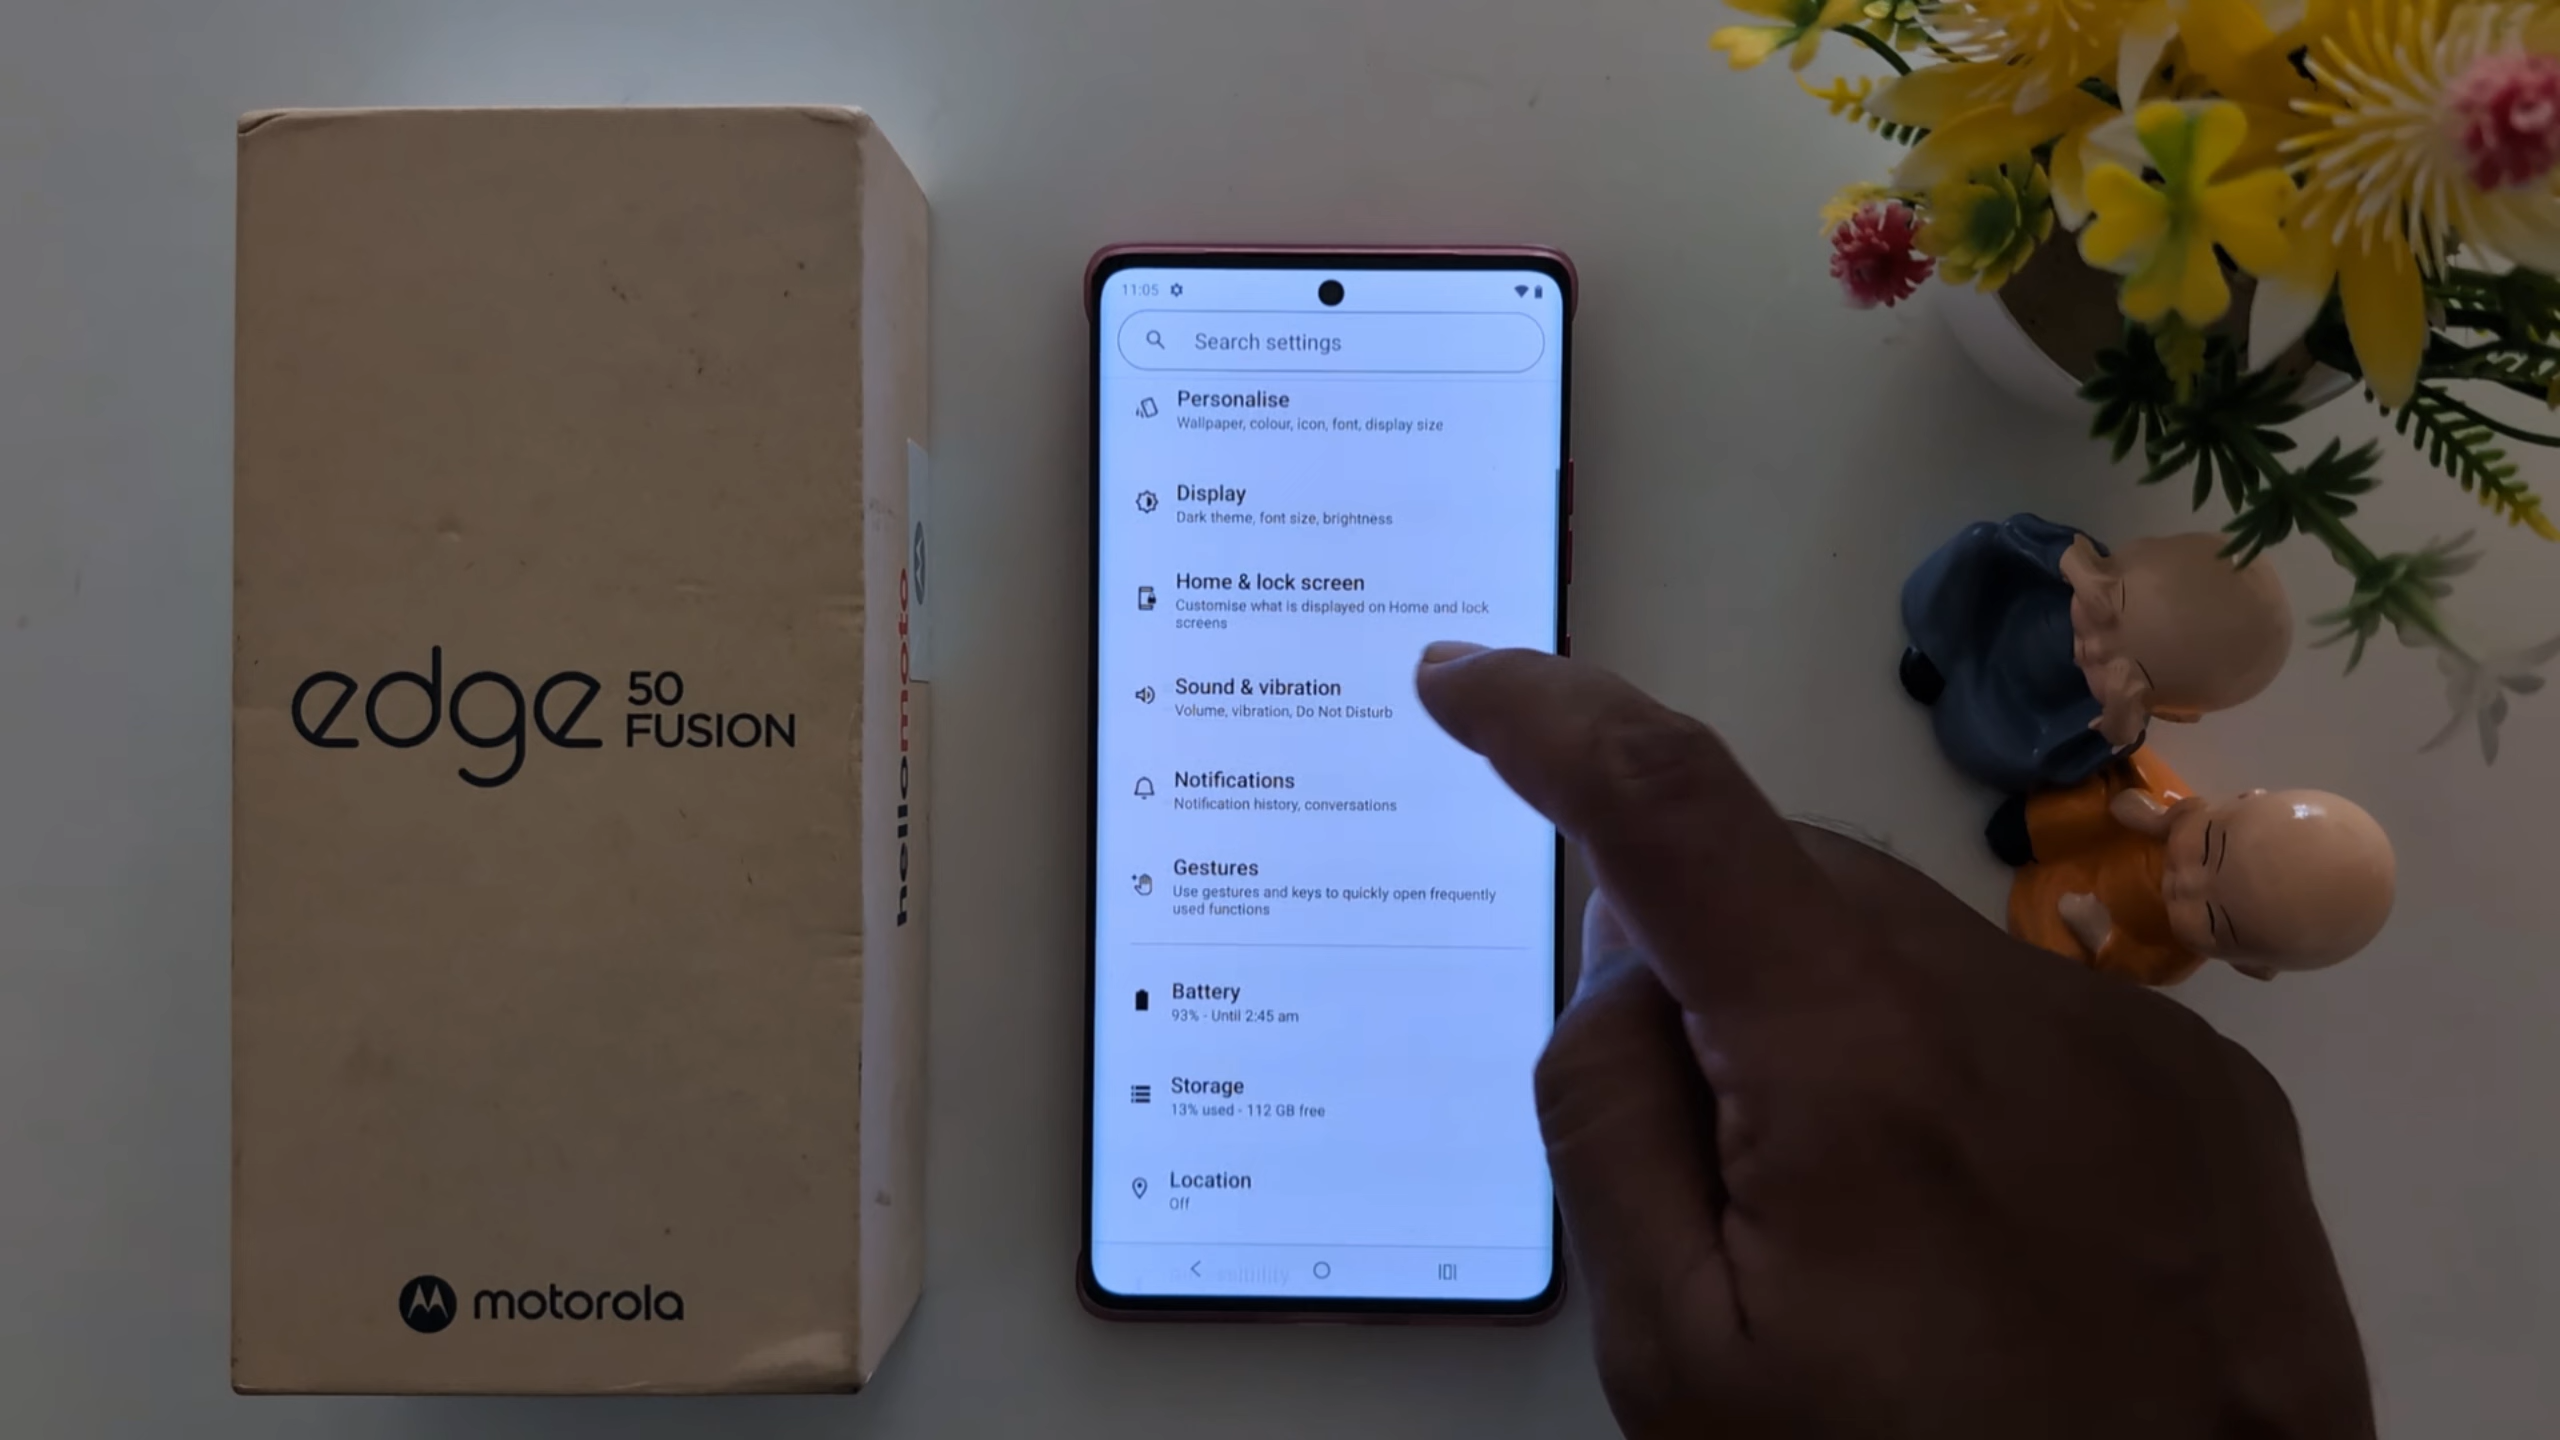 edge 50
FUSION
motorola
hellomoto
11:05
Search settings
Personalise
Wallpaper, colour, icon, font, display size
Display
Dark theme, font size, brightness
Home & lock screen
Customise what is displayed on Home and lock
screens
Sound & vibration
Volume, vibration, Do Not Disturb
Notifications
Notification history, conversations
Gestures
Use gestures and keys to quickly open frequently
used functions
Battery
93% - Until 2:45 am
Storage
13% used - 112 GB free
Location
Off